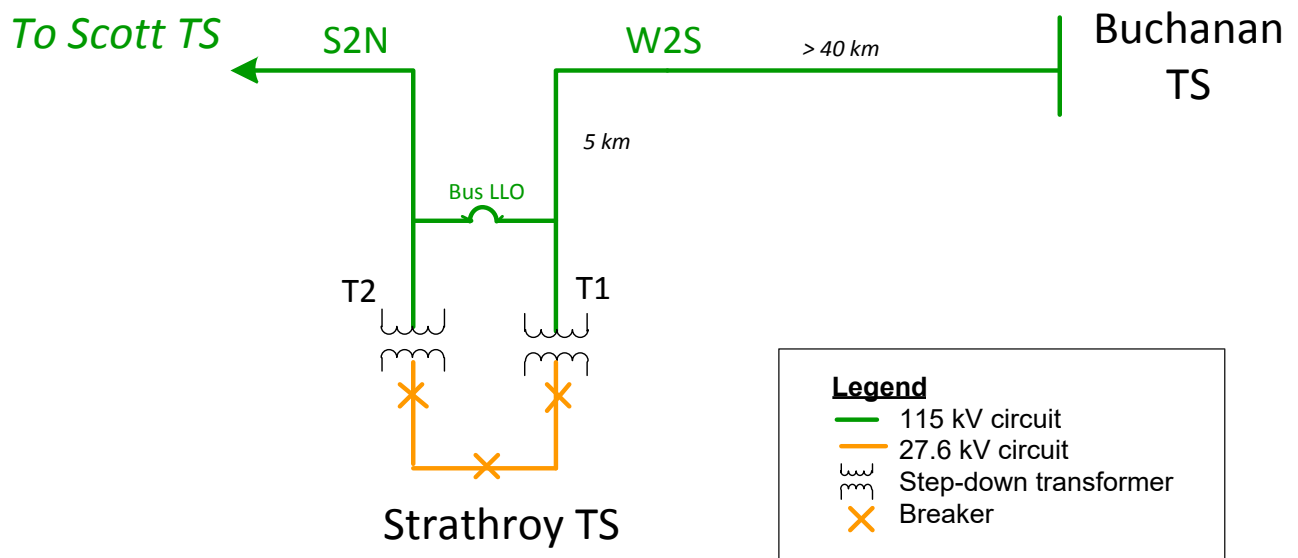 To Scott TS
S2N
W2S
> 40 km
Buchanan
TS
5 km
Bus LLO
T2
T1
Strathroy TS
Legend
115 kV circuit
27.6 kV circuit
Step-down transformer
Breaker